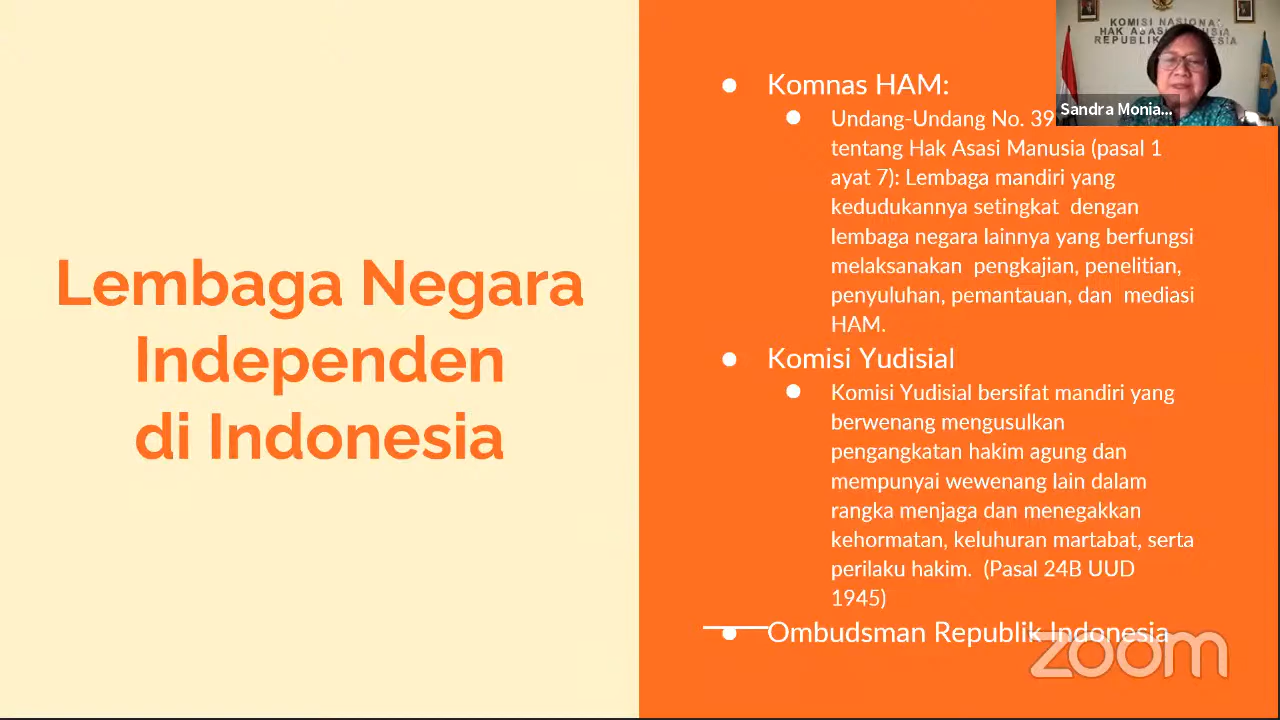 Lembaga Negara
Independen
di Indonesia
Komnas HAM:
Undang-Undang No. 39
tentang Hak Asasi Manusia (pasal 1
ayat 7): Lembaga mandiri yang
kedudukannya setingkat dengan
lembaga negara lainnya yang berfungsi
melaksanakan pengkajian, penelitian,
penyuluhan, pemantauan, dan mediasi
HAM.
Komisi Yudisial
Komisi Yudisial bersifat mandiri yang
berwenang mengusulkan
pengangkatan hakim agung dan
mempunyai wewenang lain dalam
rangka menjaga dan menegakkan
kehormatan, keluhuran martabat, serta
perilaku hakim. (Pasal 24B UUD
1945)
Ombudsman Republik Indonesia
KOMISI NASIONAL
HAK ASASI
Sandra Monia...
zoom